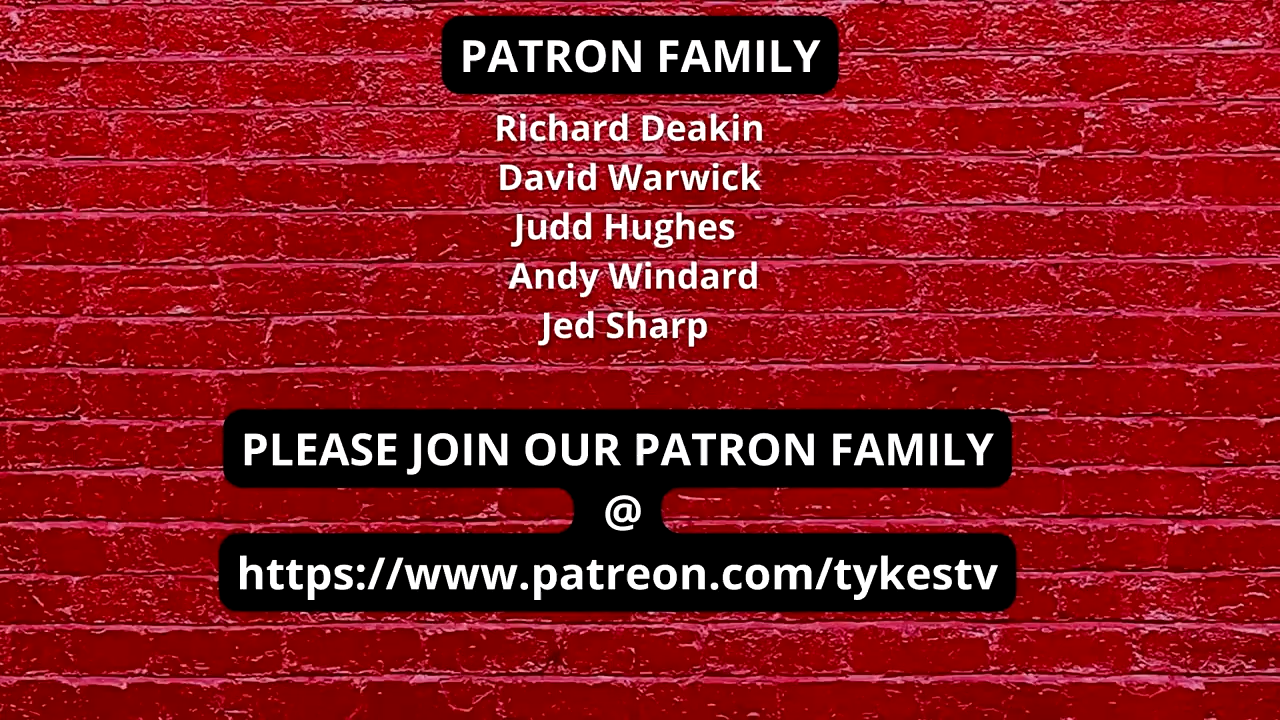 PATRON FAMILY
Richard Deakin
David Warwick
Judd Hughes
Andy Windard
Jed Sharp
PLEASE JOIN OUR PATRON FAMILY
@
https://www.patreon.com/tykestv